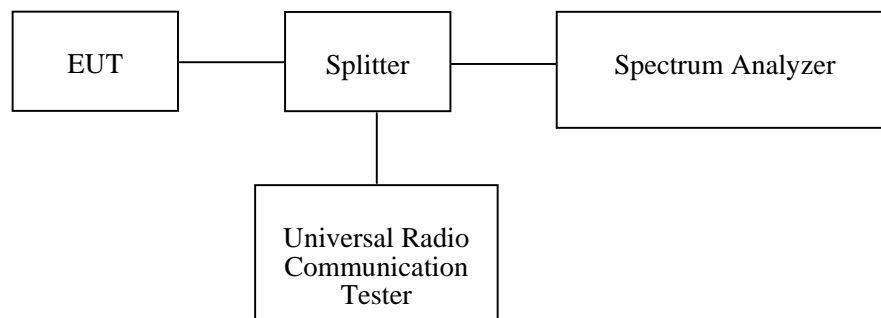 EUT
Splitter
Spectrum Analyzer
Universal Radio
Communication
Tester